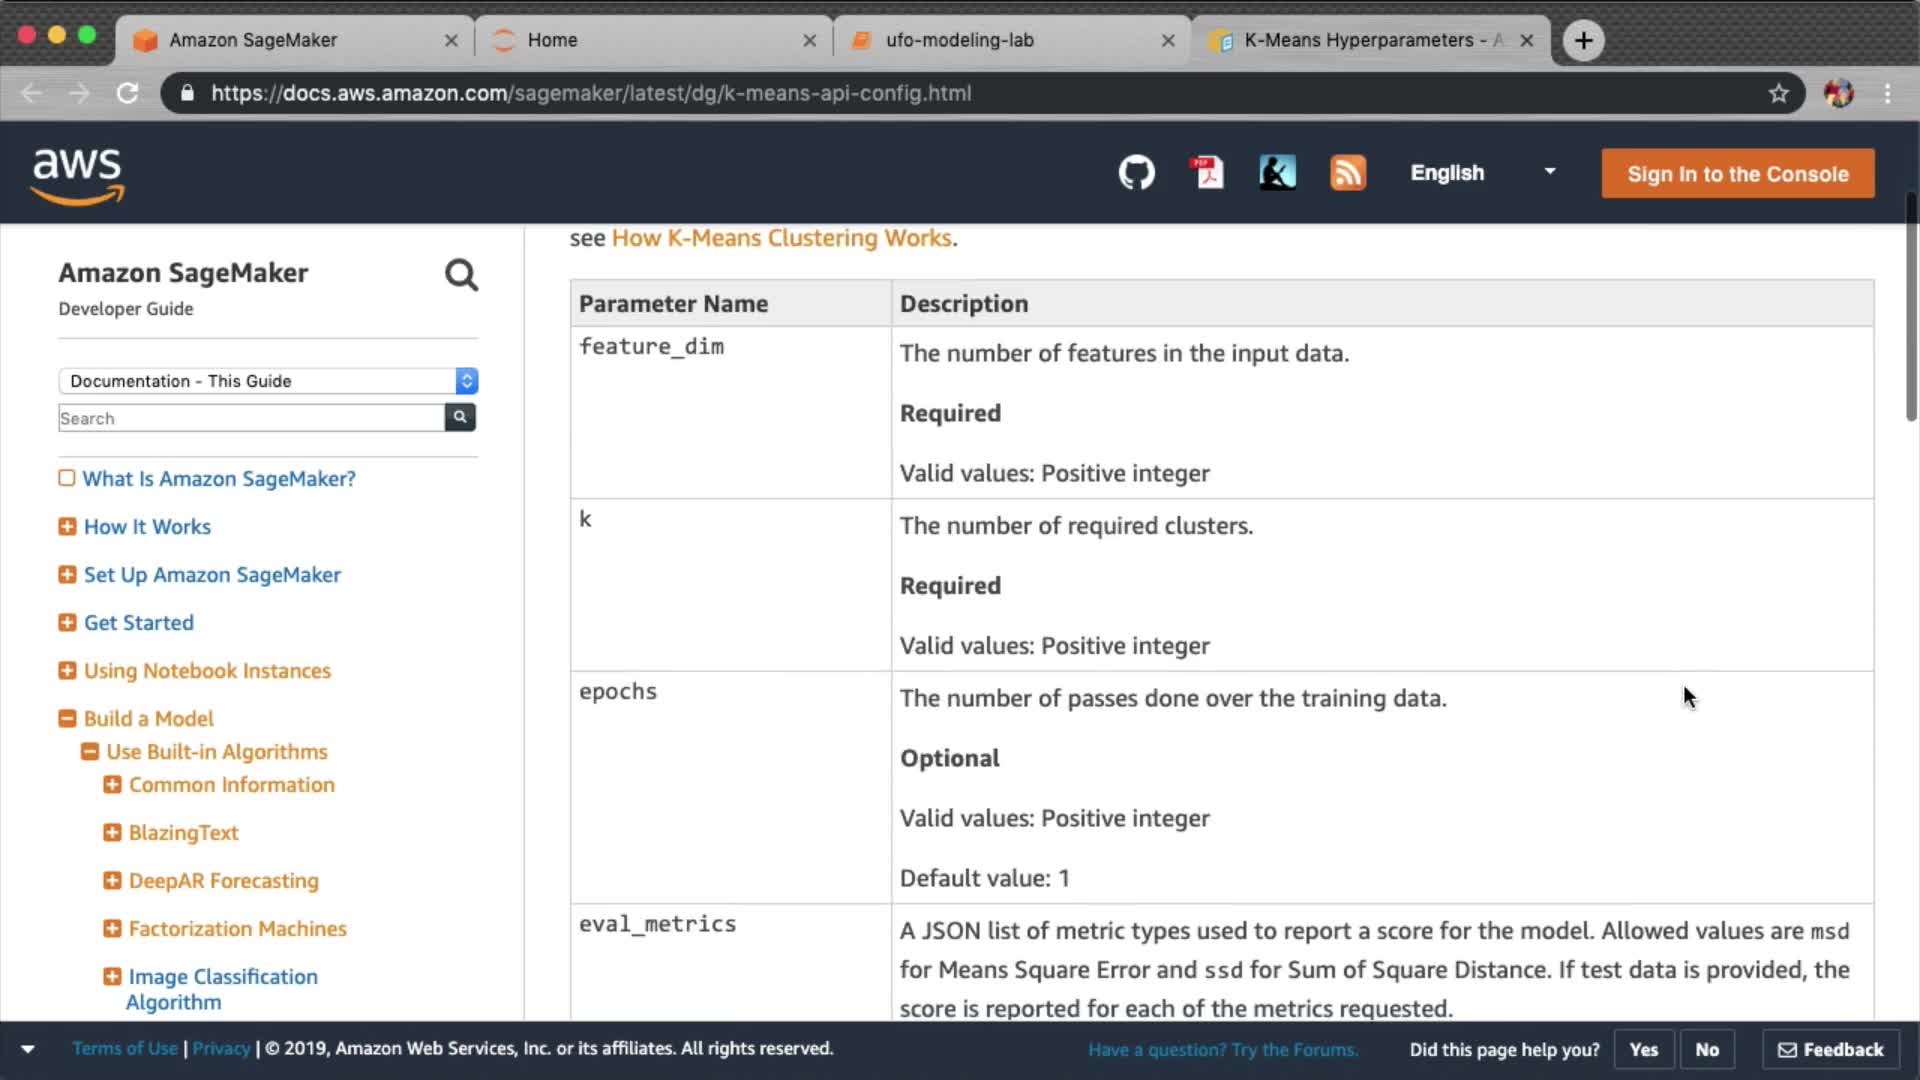 Amazon SageMaker
Home
ufo-modeling-lab
K-Means Hyperparameters - A
https://docs.aws.amazon.com/sagemaker/latest/dg/k-means-api-config.html
aws
PDF
English
Sign In to the Console
Amazon SageMaker
Developer Guide
Documentation - This Guide
Search
What Is Amazon SageMaker?
How It Works
Set Up Amazon SageMaker
Get Started
Using Notebook Instances
Build a Model
Use Built-in Algorithms
Common Information
BlazingText
DeepAR Forecasting
Factorization Machines
Image Classification
Algorithm
see How K-Means Clustering Works.
Parameter Name Description
feature_dim The number of features in the input data.
Required
Valid values: Positive integer
k The number of required clusters.
Required
Valid values: Positive integer
epochs The number of passes done over the training data.
Optional
Valid values: Positive integer
Default value: 1
eval_metrics A JSON list of metric types used to report a score for the model. Allowed values are msd
for Means Square Error and ssd for Sum of Square Distance. If test data is provided, the
score is reported for each of the metrics requested.
Terms of Use | Privacy | © 2019, Amazon Web Services, Inc. or its affiliates. All rights reserved.
Have a question? Try the Forums.
Did this page help you? Yes No Feedback